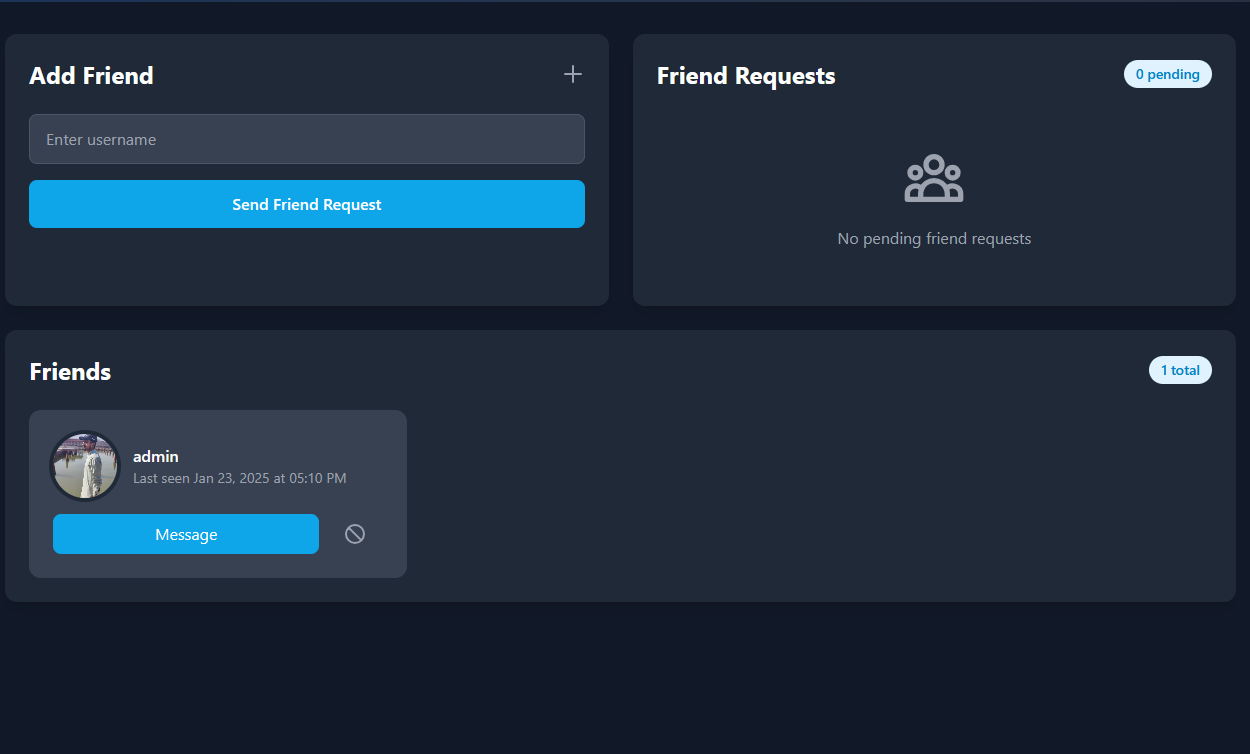 Add Friend
Enter username
Send Friend Request
Friend Requests
0 pending
No pending friend requests
Friends
1 total
admin
Last seen Jan 23, 2025 at 05:10 PM
Message